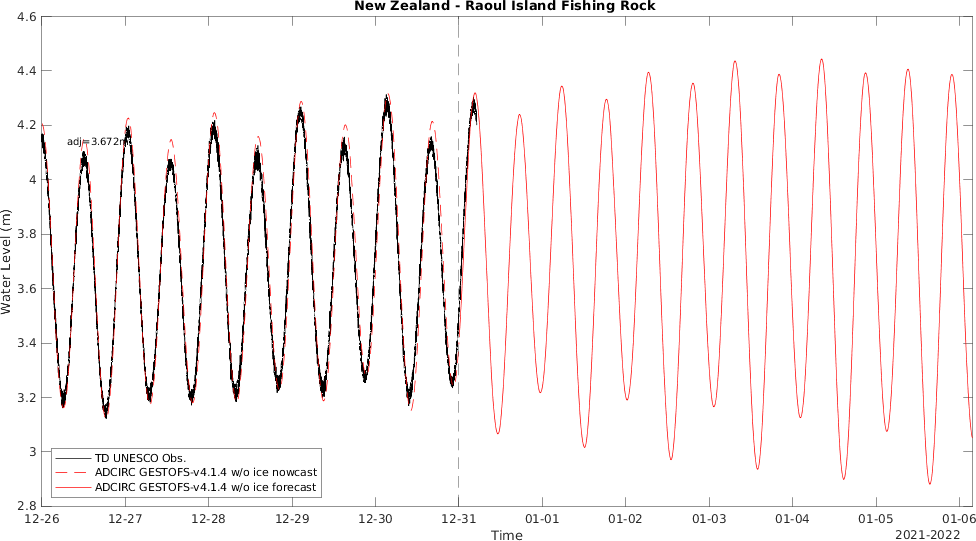 New Zealand - Raoul Island Fishing Rock
4.6
4.4
4.2
4
3.8
3.6
3.4
3.2
3
2.8
Water Level (m)
adj=3.672m
TD UNESCO Obs.
ADCIRC GESTOFS-v4.1.4 w/o ice nowcast
ADCIRC GESTOFS-v4.1.4 w/o ice forecast
12-26 12-27 12-28 12-29 12-30 12-31 01-01 01-02 01-03 01-04 01-05 01-06
Time
2021-2022